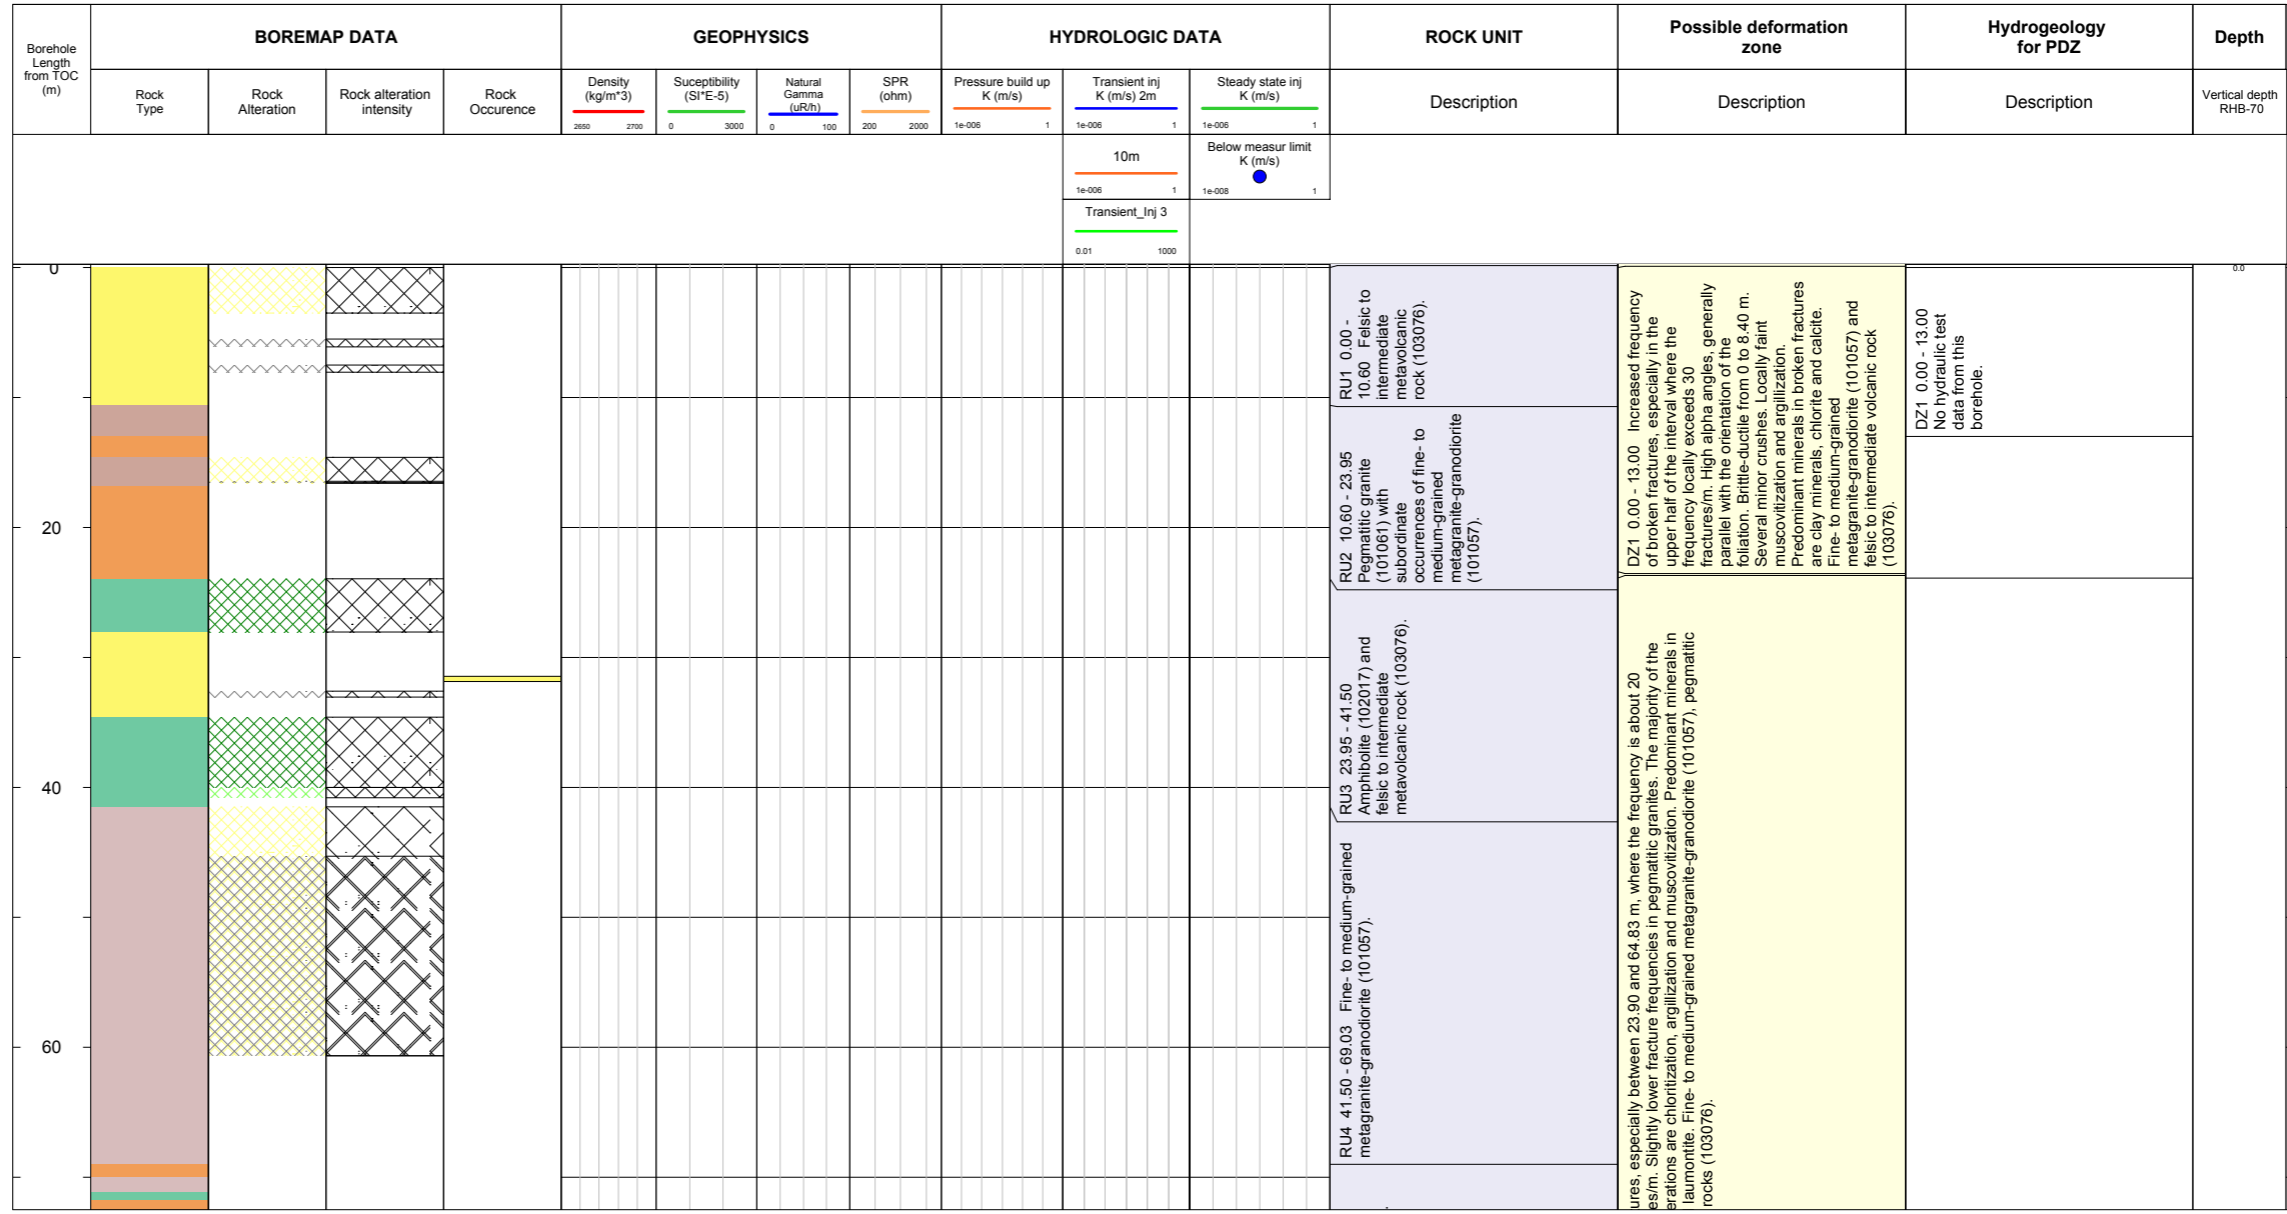 Borehole
Length
from TOC
(m)
BOREMAP DATA
GEOPHYSICS
HYDROLOGIC DATA
ROCK UNIT
Possible deformation
zone
Hydrogeology
for PDZ
Depth
Rock
Type
Rock
Alteration
Rock alteration
intensity
Rock
Occurence
Density
(kg/m*3)
2650 2700
Suceptibility
(SI*E-5)
0 3000
Natural
Gamma
(uR/h)
0 100
SPR
(ohm)
200 2000
Pressure build up
K (m/s)
1e-006 1
Transient inj
K (m/s) 2m
1e-006 1
Steady state inj
K (m/s)
1e-006 1
Description
Description
Description
Vertical depth
RHB-70
10m
1e-006 1
Below measur limit
K (m/s)
1e-008 1
Transient_Inj 3
0.01 1000
0
20
40
60
RU1 0.00 -
10.60 Felsic to
intermediate
metavolcanic
rock (103076).
RU2 10.60 - 23.95
Pegmatitic granite
(101061) with
subordinate
occurrences of fine- to
medium-grained
metagranite-granodiorite
(101057).
RU3 23.95 - 41.50
Amphibolite (102017) and
felsic to intermediate
metavolcanic rock (103076).
RU4 41.50 - 69.03 Fine- to medium-grained
metagranite-granodiorite (101057).
DZ1 0.00 - 13.00 Increased frequency
of broken fractures, especially in the
upper half of the interval where the
frequency locally exceeds 30
fractures/m. High alpha angles, generally
parallel with the orientation of the
foliation. Brittle-ductile from 0 to 8.40 m.
Several minor crushes. Locally faint
muscovitization and argillization.
Predominant minerals in broken fractures
are clay minerals, chlorite and calcite.
Fine- to medium-grained
metagranite-granodiorite (101057) and
felsic to intermediate volcanic rock
(103076).
ures, especially between 23.90 and 64.83 m, where the frequency is about 20
es/m. Slightly lower fracture frequencies in pegmatitic granites. The majority of the
erations are chloritization, argillization and muscovitization. Predominant minerals in
laumontite. Fine- to medium-grained metagranite-granodiorite (101057), pegmatitic
rocks (103076).
DZ1 0.00 - 13.00
No hydraulic test
data from this
borehole.
0.0